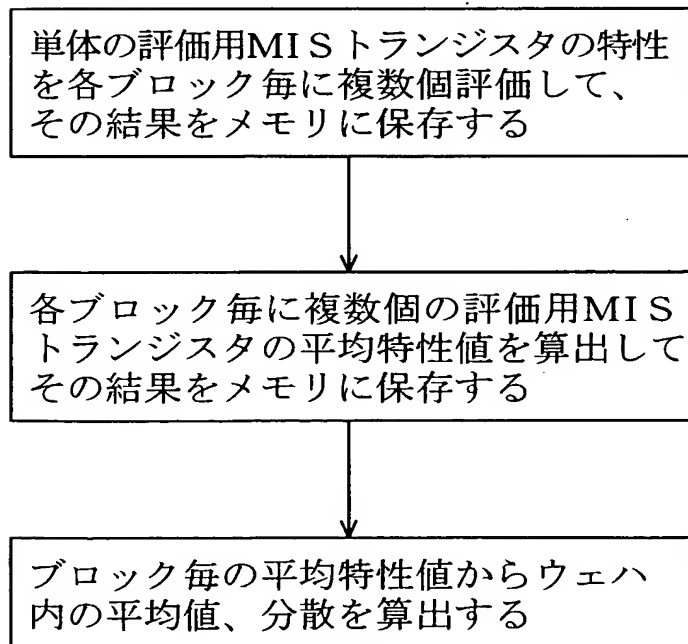 単体の評価用MISトランジスタの特性
を各ブロック毎に複数個評価して、
その結果をメモリに保存する
各ブロック毎に複数個の評価用MIS
トランジスタの平均特性値を算出して
その結果をメモリに保存する
ブロック毎の平均特性値からウェハ
内の平均値、分散を算出する